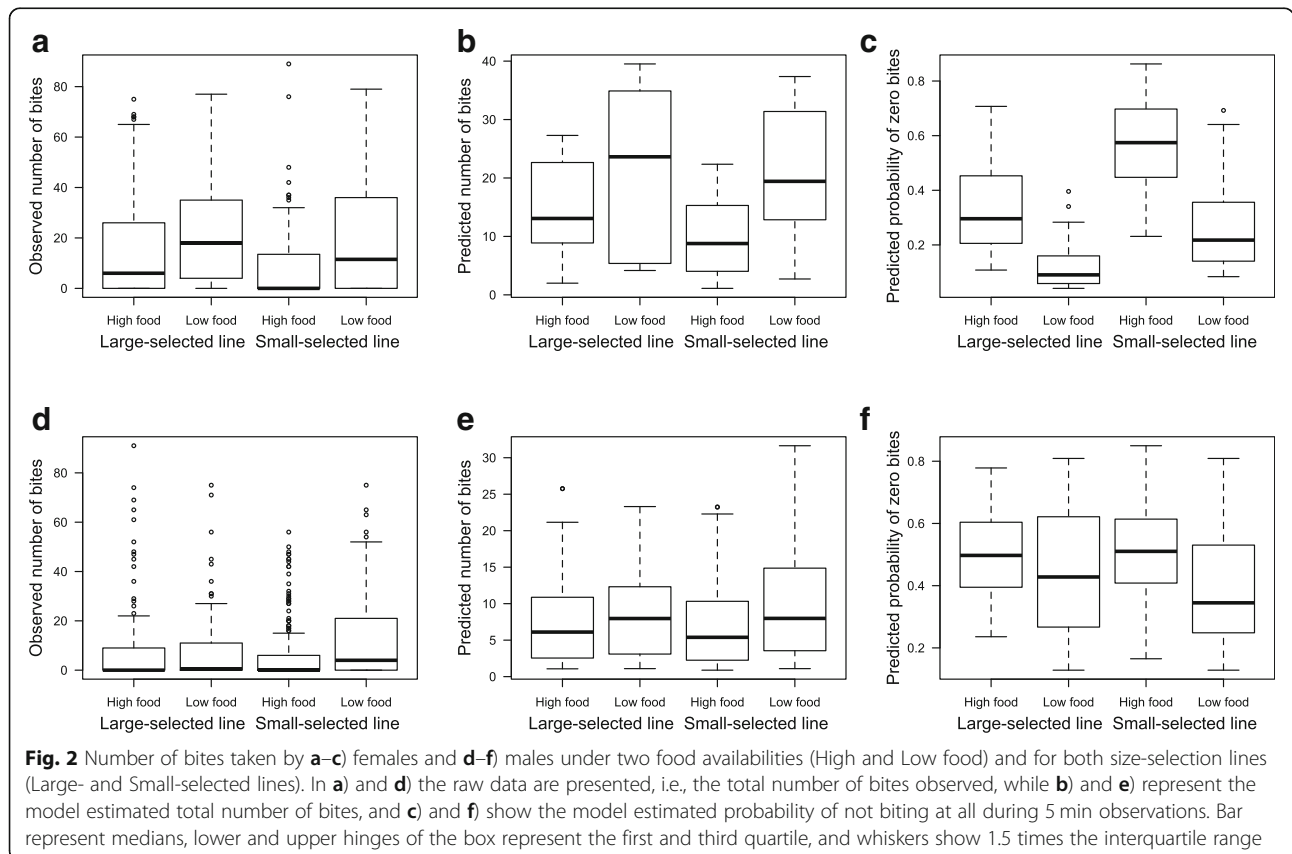 a
Observed number of bites
80
60
40
20
0
High food Low food High food Low food
Large-selected line Small-selected line
b
Predicted number of bites
40
30
20
10
0
High food Low food High food Low food
Large-selected line Small-selected line
c
Predicted probability of zero bites
0.8
0.6
0.4
0.2
High food Low food High food Low food
Large-selected line Small-selected line
d
Observed number of bites
80
60
40
20
0
High food Low food High food Low food
Large-selected line Small-selected line
e
Predicted number of bites
30
25
20
15
10
5
0
High food Low food High food Low food
Large-selected line Small-selected line
f
Predicted probability of zero bites
0.8
0.6
0.4
0.2
High food Low food High food Low food
Large-selected line Small-selected line
Fig. 2 Number of bites taken by a–c) females and d–f) males under two food availabilities (High and Low food) and for both size-selection lines
(Large- and Small-selected lines). In a) and d) the raw data are presented, i.e., the total number of bites observed, while b) and e) represent the
model estimated total number of bites, and c) and f) show the model estimated probability of not biting at all during 5 min observations. Bar
represent medians, lower and upper hinges of the box represent the first and third quartile, and whiskers show 1.5 times the interquartile range